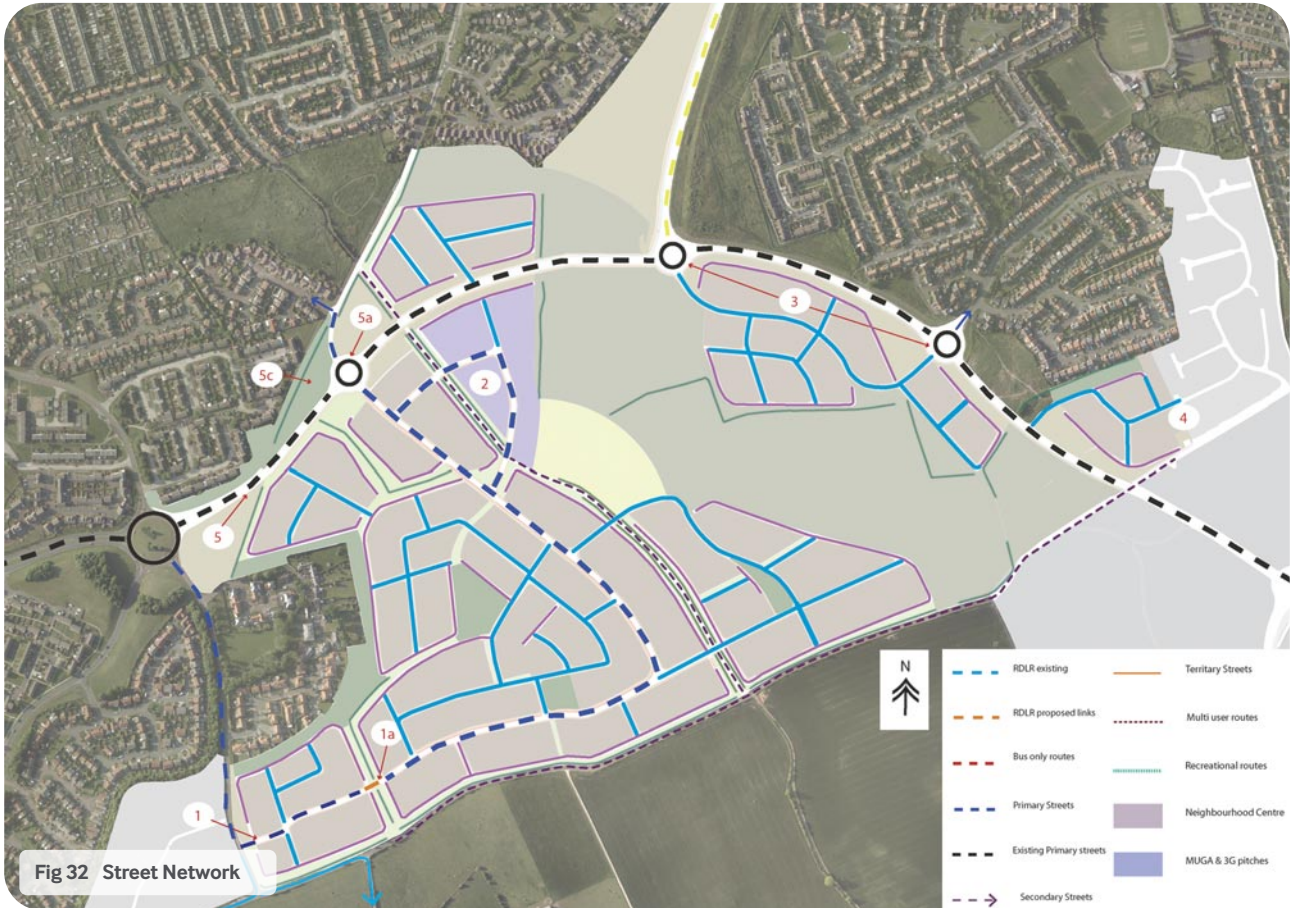 5a
3
5c
2
4
5
1a
1
N
RDLR existing
RDLR proposed links
Bus only routes
Primary Streets
Existing Primary streets
Secondary Streets
Territary Streets
Multi user routes
Recreational routes
Neighbourhood Centre
MUGA & 3G pitches
Fig 32 Street Network